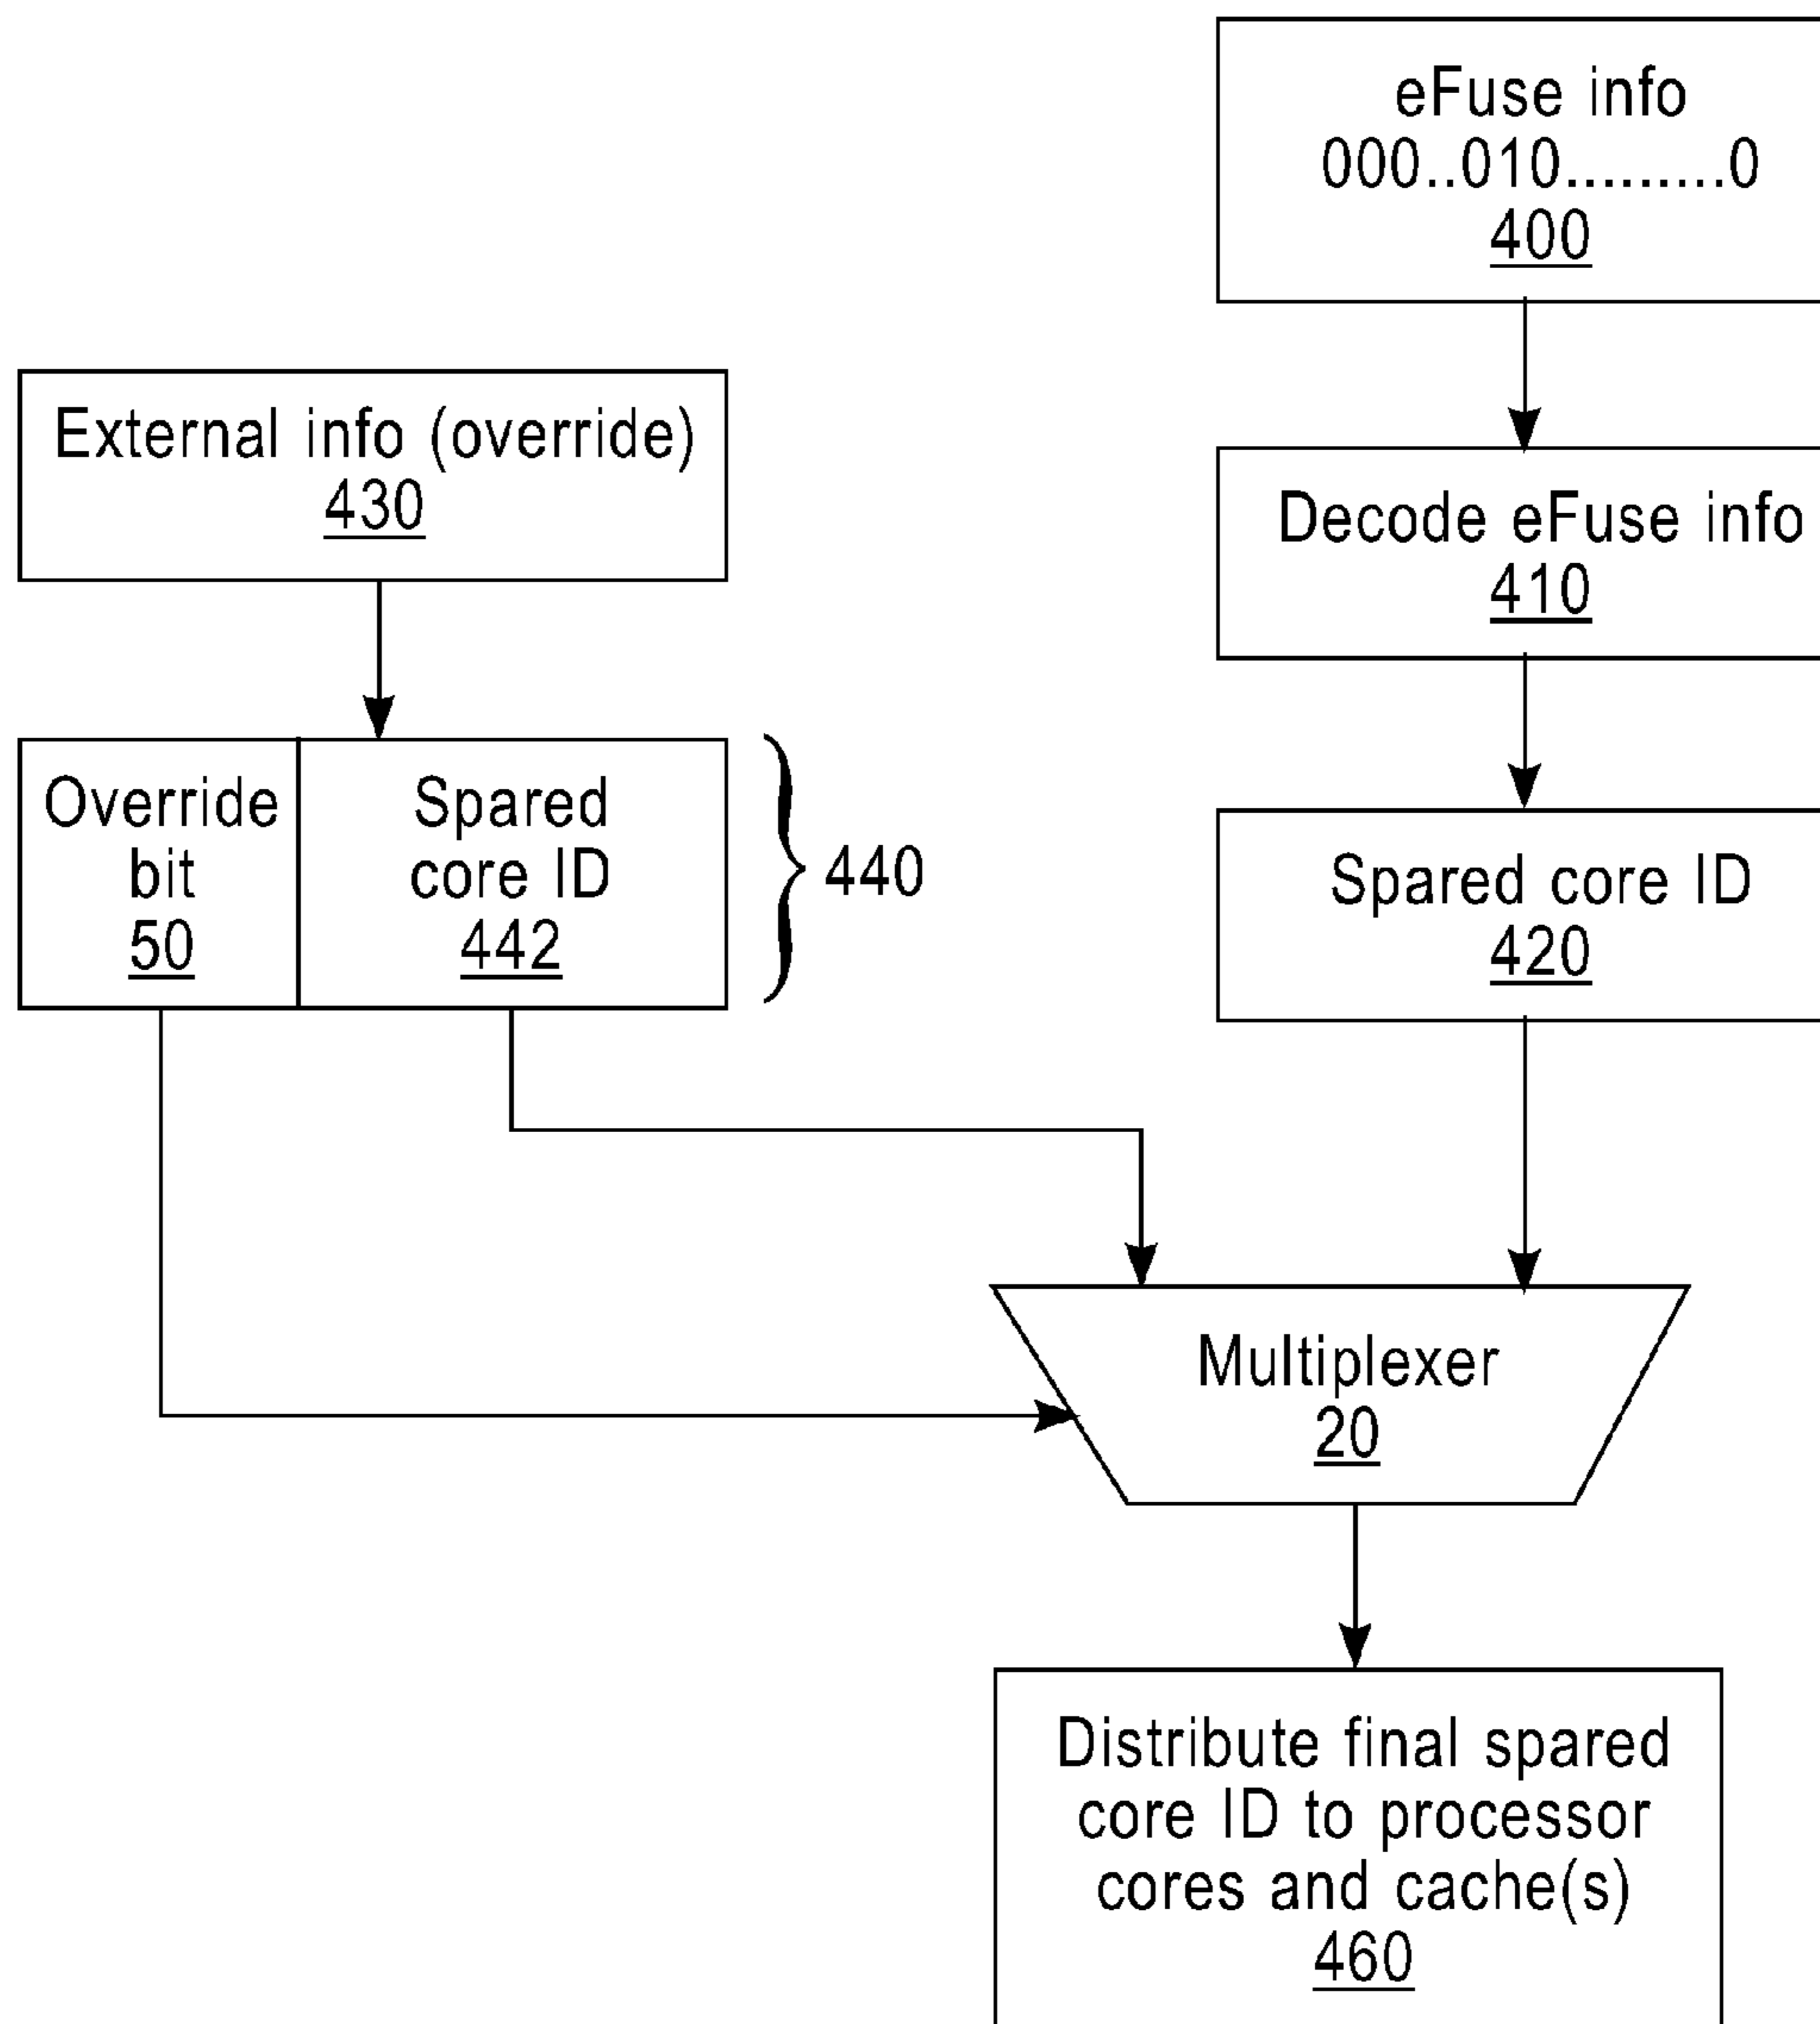 eFuse info
000..010.........0
400
External info (override)
430
Decode eFuse info
410
Override
bit
50
Spared
core ID
442
440
Spared core ID
420
Multiplexer
20
Distribute final spared
core ID to processor
cores and cache(s)
460